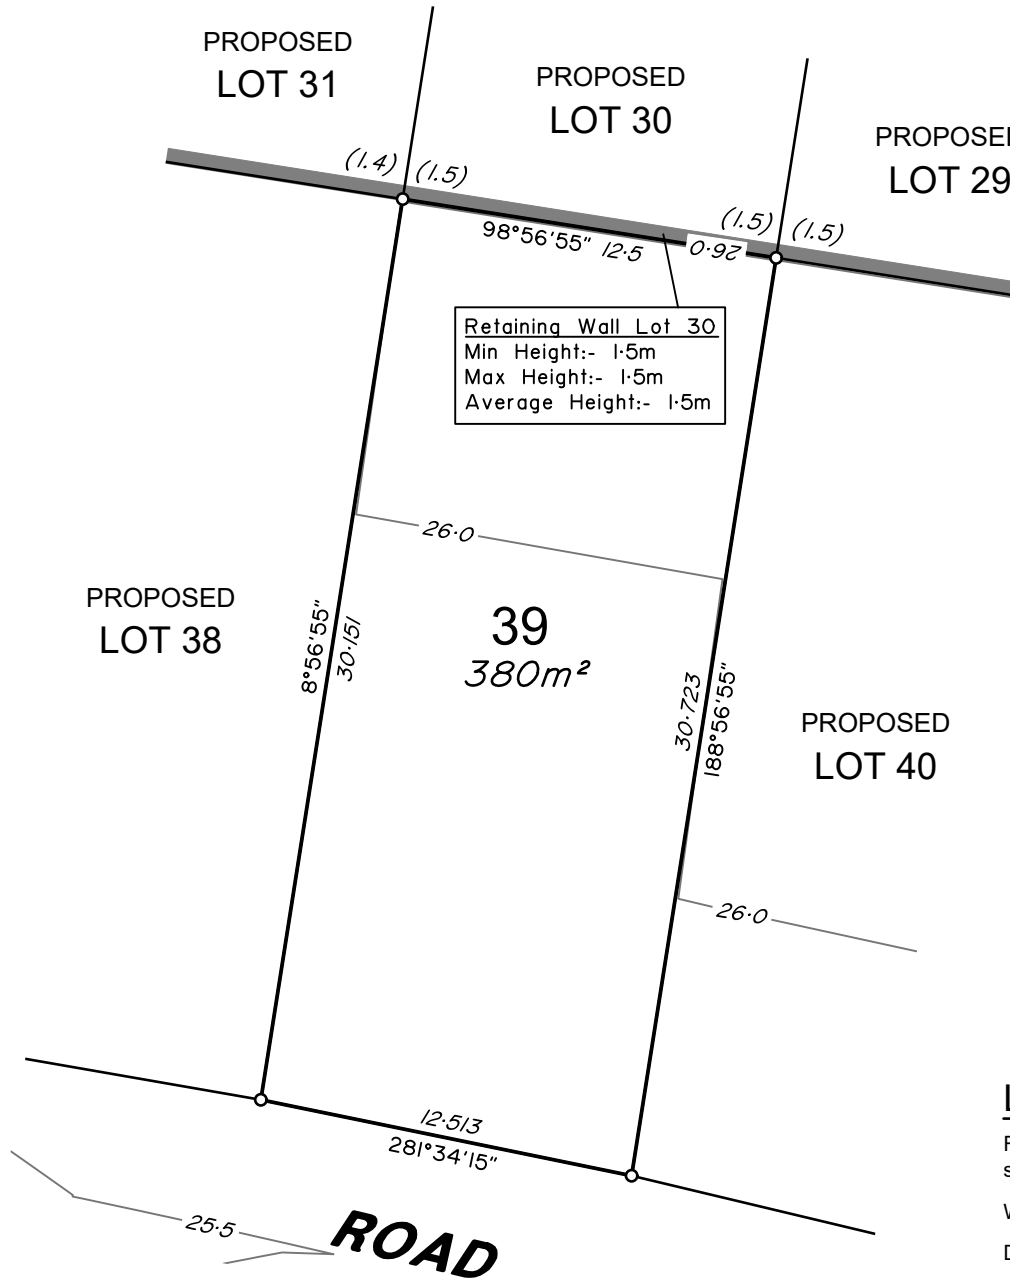 PROPOSED
LOT 31
PROPOSED
LOT 30
PROPOSE
LOT 29
(1.4)
(1.5)
(1.5)
(1.5)
98°56'55"
12·5
26·0
Retaining Wall Lot 30
Min Height:- 1·5m
Max Height:- 1·5m
Average Height:- 1·5m
26·0
PROPOSED
LOT 38
8°56'55"
30·151
39
380m²
30·723
188°56'55"
PROPOSED
LOT 40
26·0
12·513
281°34'15"
25·5
ROAD